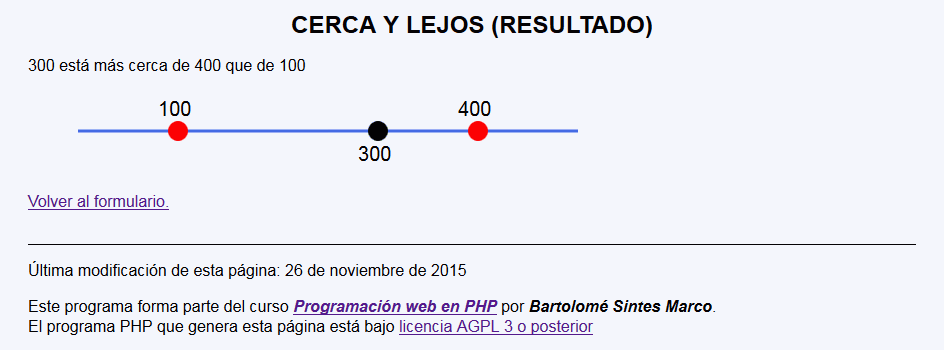 CERCA Y LEJOS (RESULTADO)
300 está más cerca de 400 que de 100
100 400
300
Volver al formulario.
Última modificación de esta página: 26 de noviembre de 2015
Este programa forma parte del curso Programación web en PHP por Bartolomé Sintes Marco.
El programa PHP que genera esta página está bajo licencia AGPL 3 o posterior